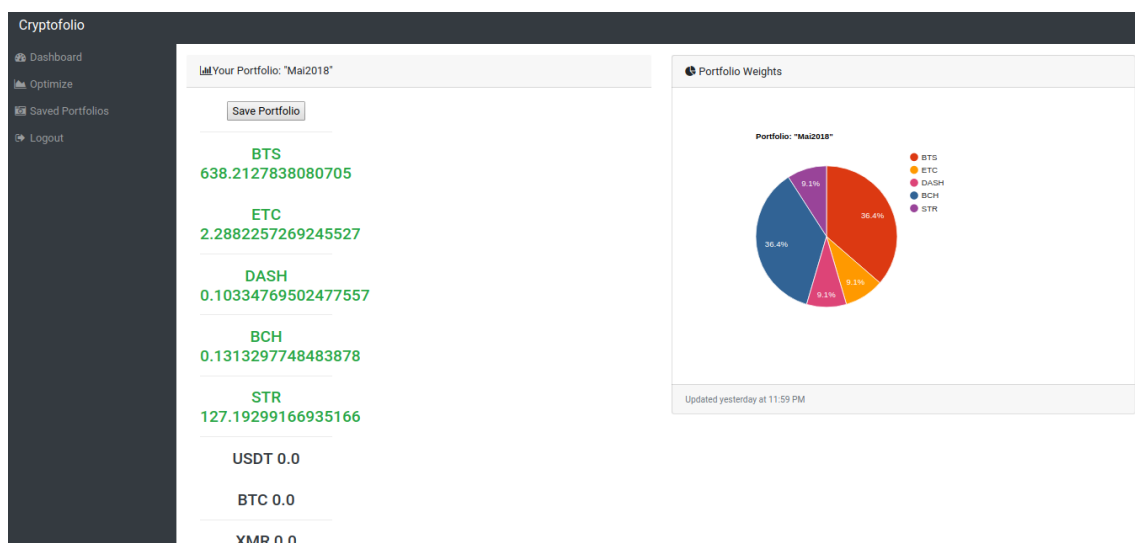 Cryptofolio
Dashboard
Optimize
Saved Portfolios
Logout
Your Portfolio: "Mai2018"
Save Portfolio
BTS
638.2127838080705
ETC
2.2882257269245527
DASH
0.10334769502477557
BCH
0.1313297748483878
STR
127.19299166935166
USDT 0.0
BTC 0.0
XMR 0.0
Portfolio Weights
Portfolio: "Mai2018"
BTS
ETC
DASH
BCH
STR
9.1%
36.4%
36.4%
9.1%
9.1%
Updated yesterday at 11:59 PM